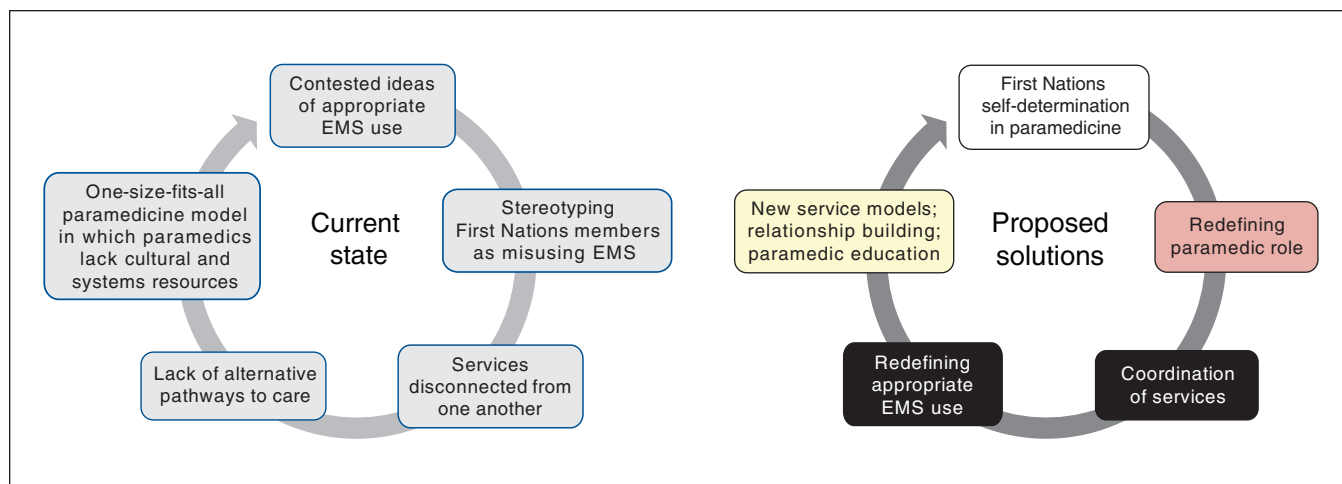 Contested ideas
of appropriate
EMS use
Stereotyping
First Nations members
as misusing EMS
Services
disconnected from
one another
Lack of alternative
pathways to care
One-size-fits-all
paramedicine model
in which paramedics
lack cultural and
systems resources
Current
state
First Nations
self-determination
in paramedicine
Redefining
paramedic role
Coordination
of services
Redefining
appropriate
EMS use
New service models;
relationship building;
paramedic education
Proposed
solutions